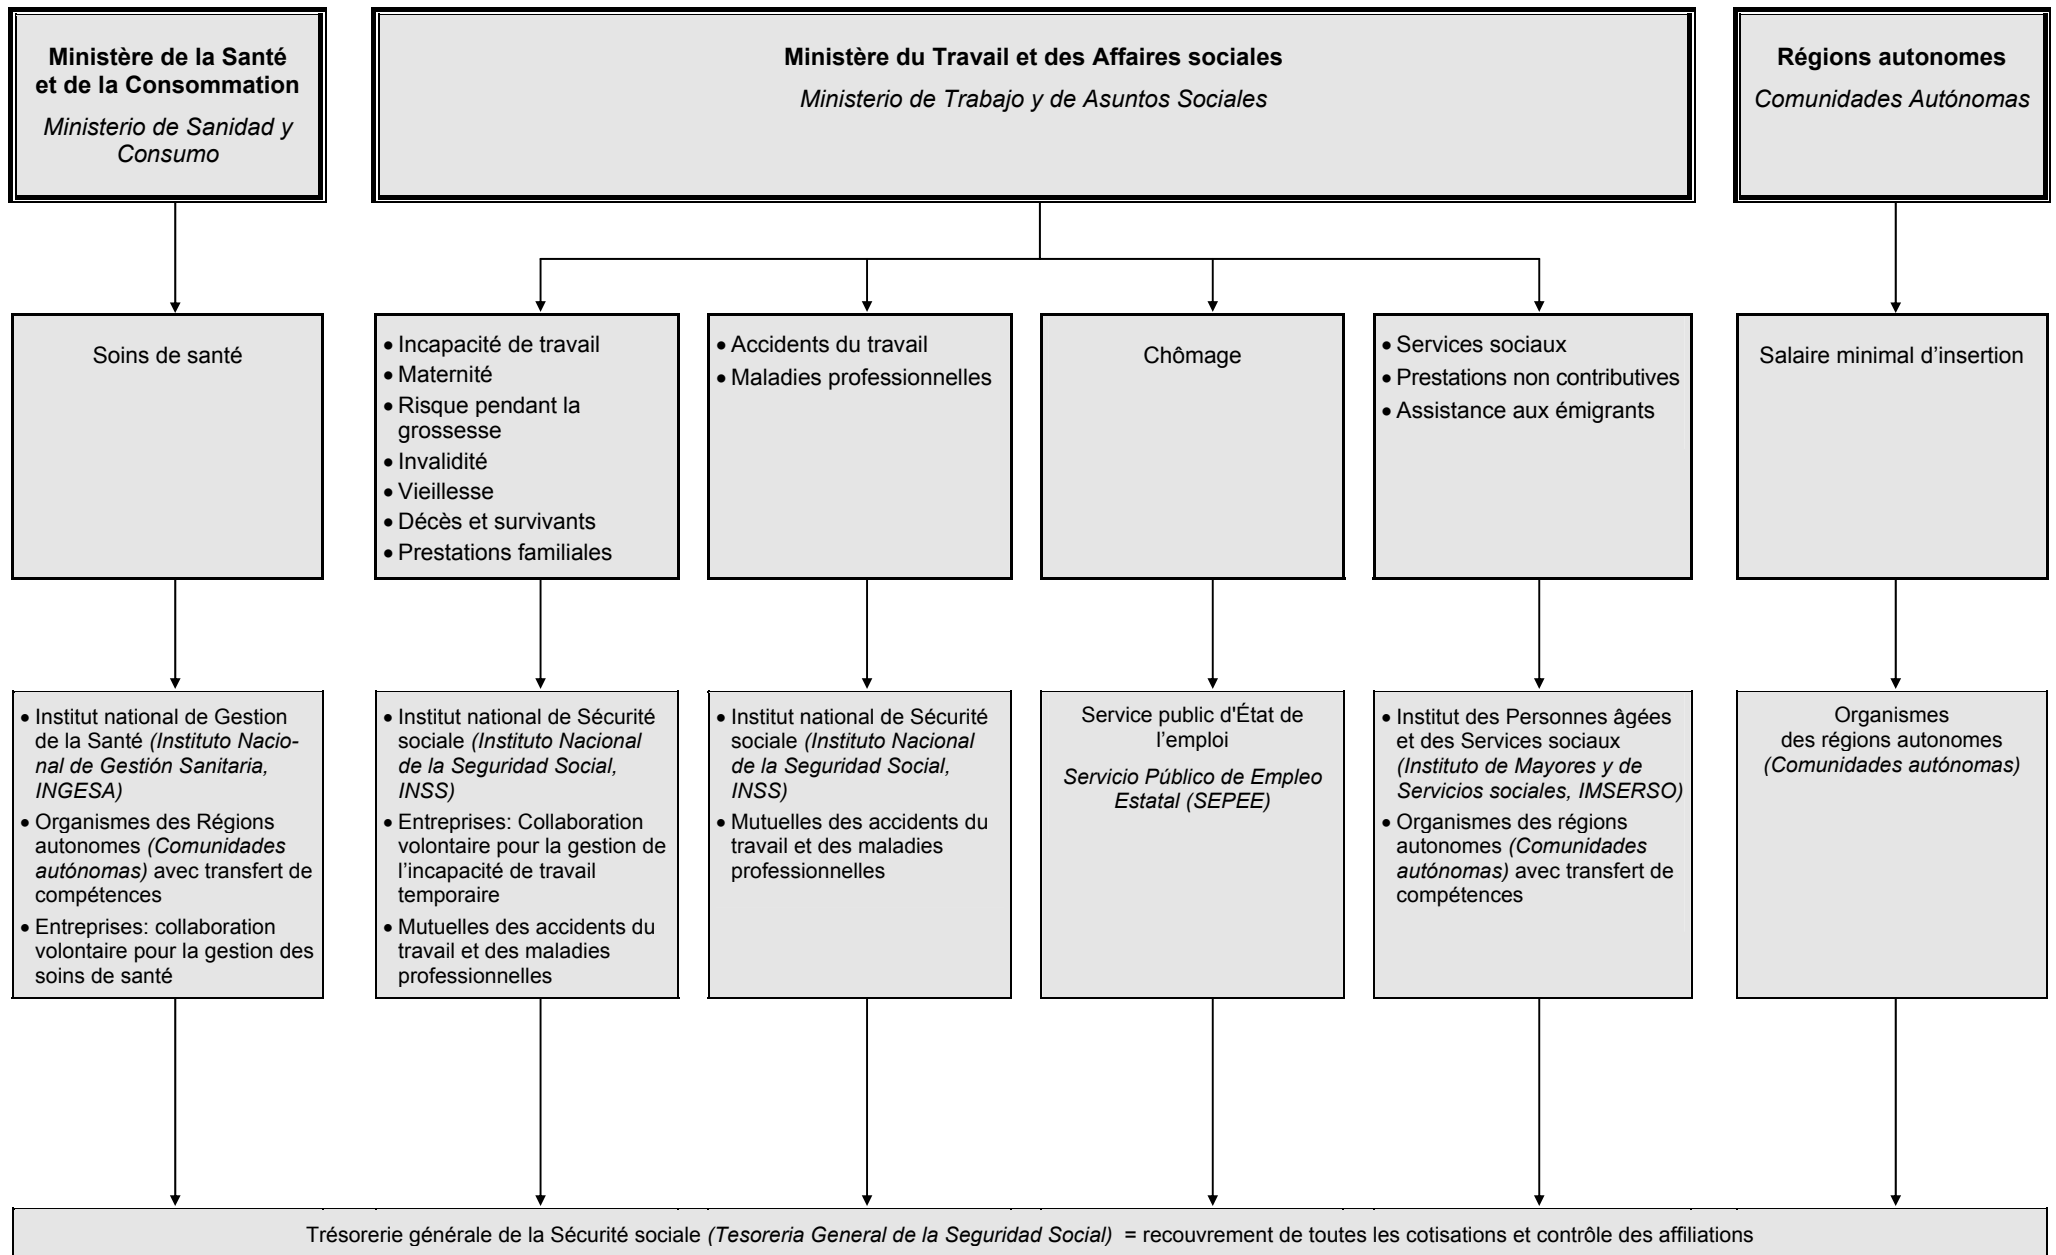 Ministère de la Santé
et de la Consommation
Ministerio de Sanidad y
Consumo
Ministère du Travail et des Affaires sociales
Ministerio de Trabajo y de Asuntos Sociales
Régions autonomes
Comunidades Autónomas
Soins de santé
• Incapacité de travail
• Maternité
• Risque pendant la
grossesse
• Invalidité
• Vieillesse
• Décès et survivants
• Prestations familiales
• Accidents du travail
• Maladies professionnelles
Chômage
• Services sociaux
• Prestations non contributives
• Assistance aux émigrants
Salaire minimal d’insertion
• Institut national de Gestion
de la Santé (Instituto Nacio-
nal de Gestión Sanitaria,
INGESA)
• Organismes des Régions
autonomes (Comunidades
autónomas) avec transfert de
compétences
• Entreprises: collaboration
volontaire pour la gestion des
soins de santé
• Institut national de Sécurité
sociale (Instituto Nacional
de la Seguridad Social,
INSS)
• Entreprises: Collaboration
volontaire pour la gestion de
l’incapacité de travail
temporaire
• Mutuelles des accidents du
travail et des maladies
professionnelles
• Institut national de Sécurité
sociale (Instituto Nacional
de la Seguridad Social,
INSS)
• Mutuelles des accidents du
travail et des maladies
professionnelles
Service public d'État de
l’emploi
Servicio Público de Empleo
Estatal (SEPEE)
• Institut des Personnes âgées
et des Services sociaux
(Instituto de Mayores y de
Servicios sociales, IMSERSO)
• Organismes des régions
autonomes (Comunidades
autónomas) avec transfert de
compétences
Organismes
des régions autonomes
(Comunidades autónomas)
Trésorerie générale de la Sécurité sociale (Tesoreria General de la Seguridad Social) = recouvrement de toutes les cotisations et contrôle des affiliations